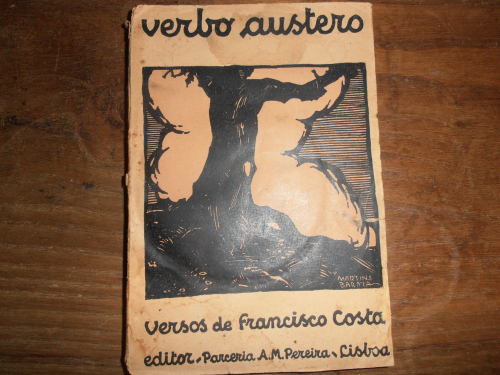 verbo austero
MARTINS
BARATA
versos de Francisco Costa
editor - Parceria A. M. Pereira - Lisboa